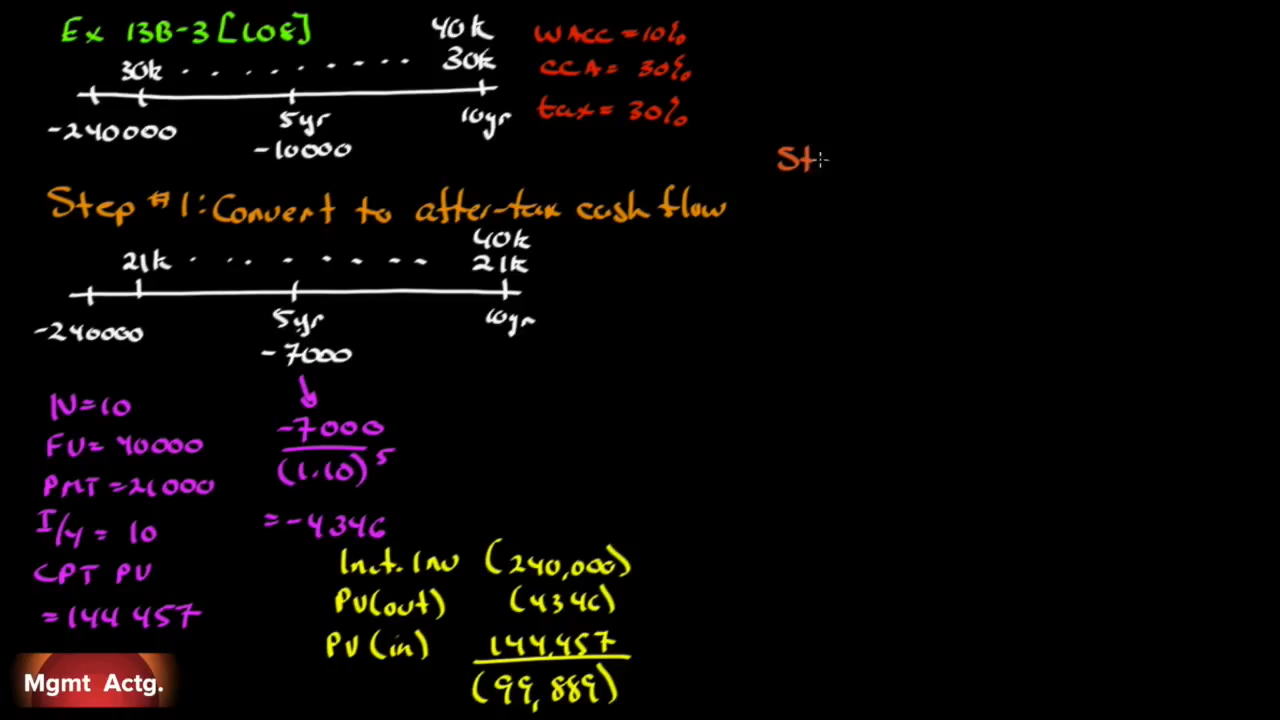 Ex 13B-3 [LO8]
40k
30k . . . . . . . . . . 30k
-240000 5yr 10yr
-10000
WACC = 10%
CCA = 30%
tax = 30%
St
Step #1: Convert to after-tax cash flow
40k
21k . . . . . . . . 21k
-240000 5yr 10yr
-7000
N=10
FV= 40000
PMT =21000
I/Y = 10
CPT PV
= 144 457
-7000
(1.10)5
= -4346
Init. Inv (240,000)
PV(out) (4346)
PV(in) 144,457
(99,889)
Mgmt Actg.